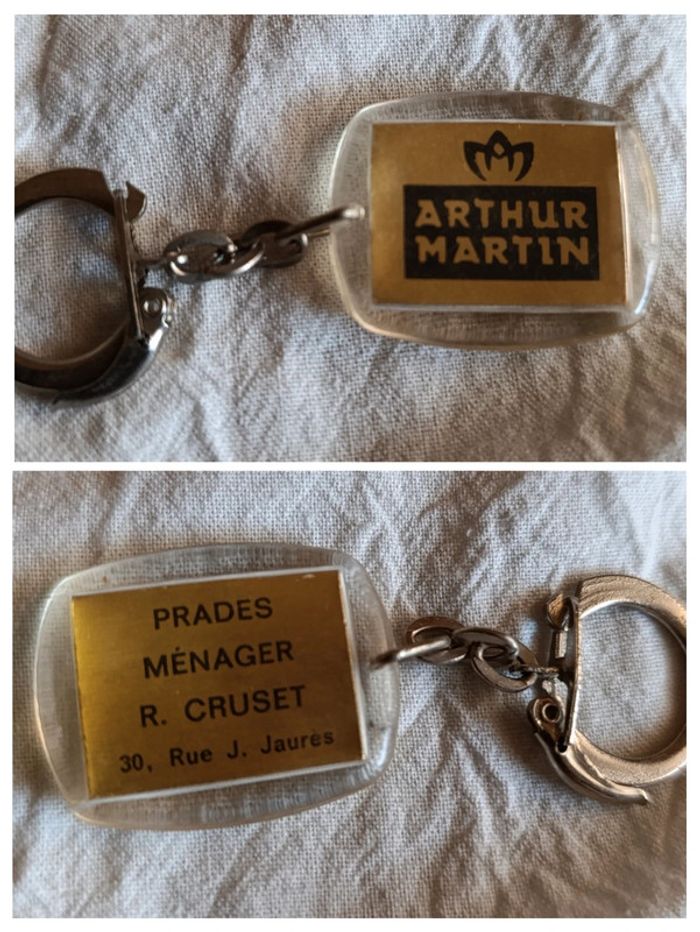 ARTHUR
MARTIN
PRADES
MÉNAGER
R. CRUSET
30, Rue J. Jaurès